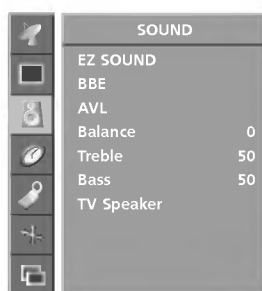 SOUND
EZ SOUND
BBE
AVL
Balance 0
Treble 50
Bass 50
TV Speaker